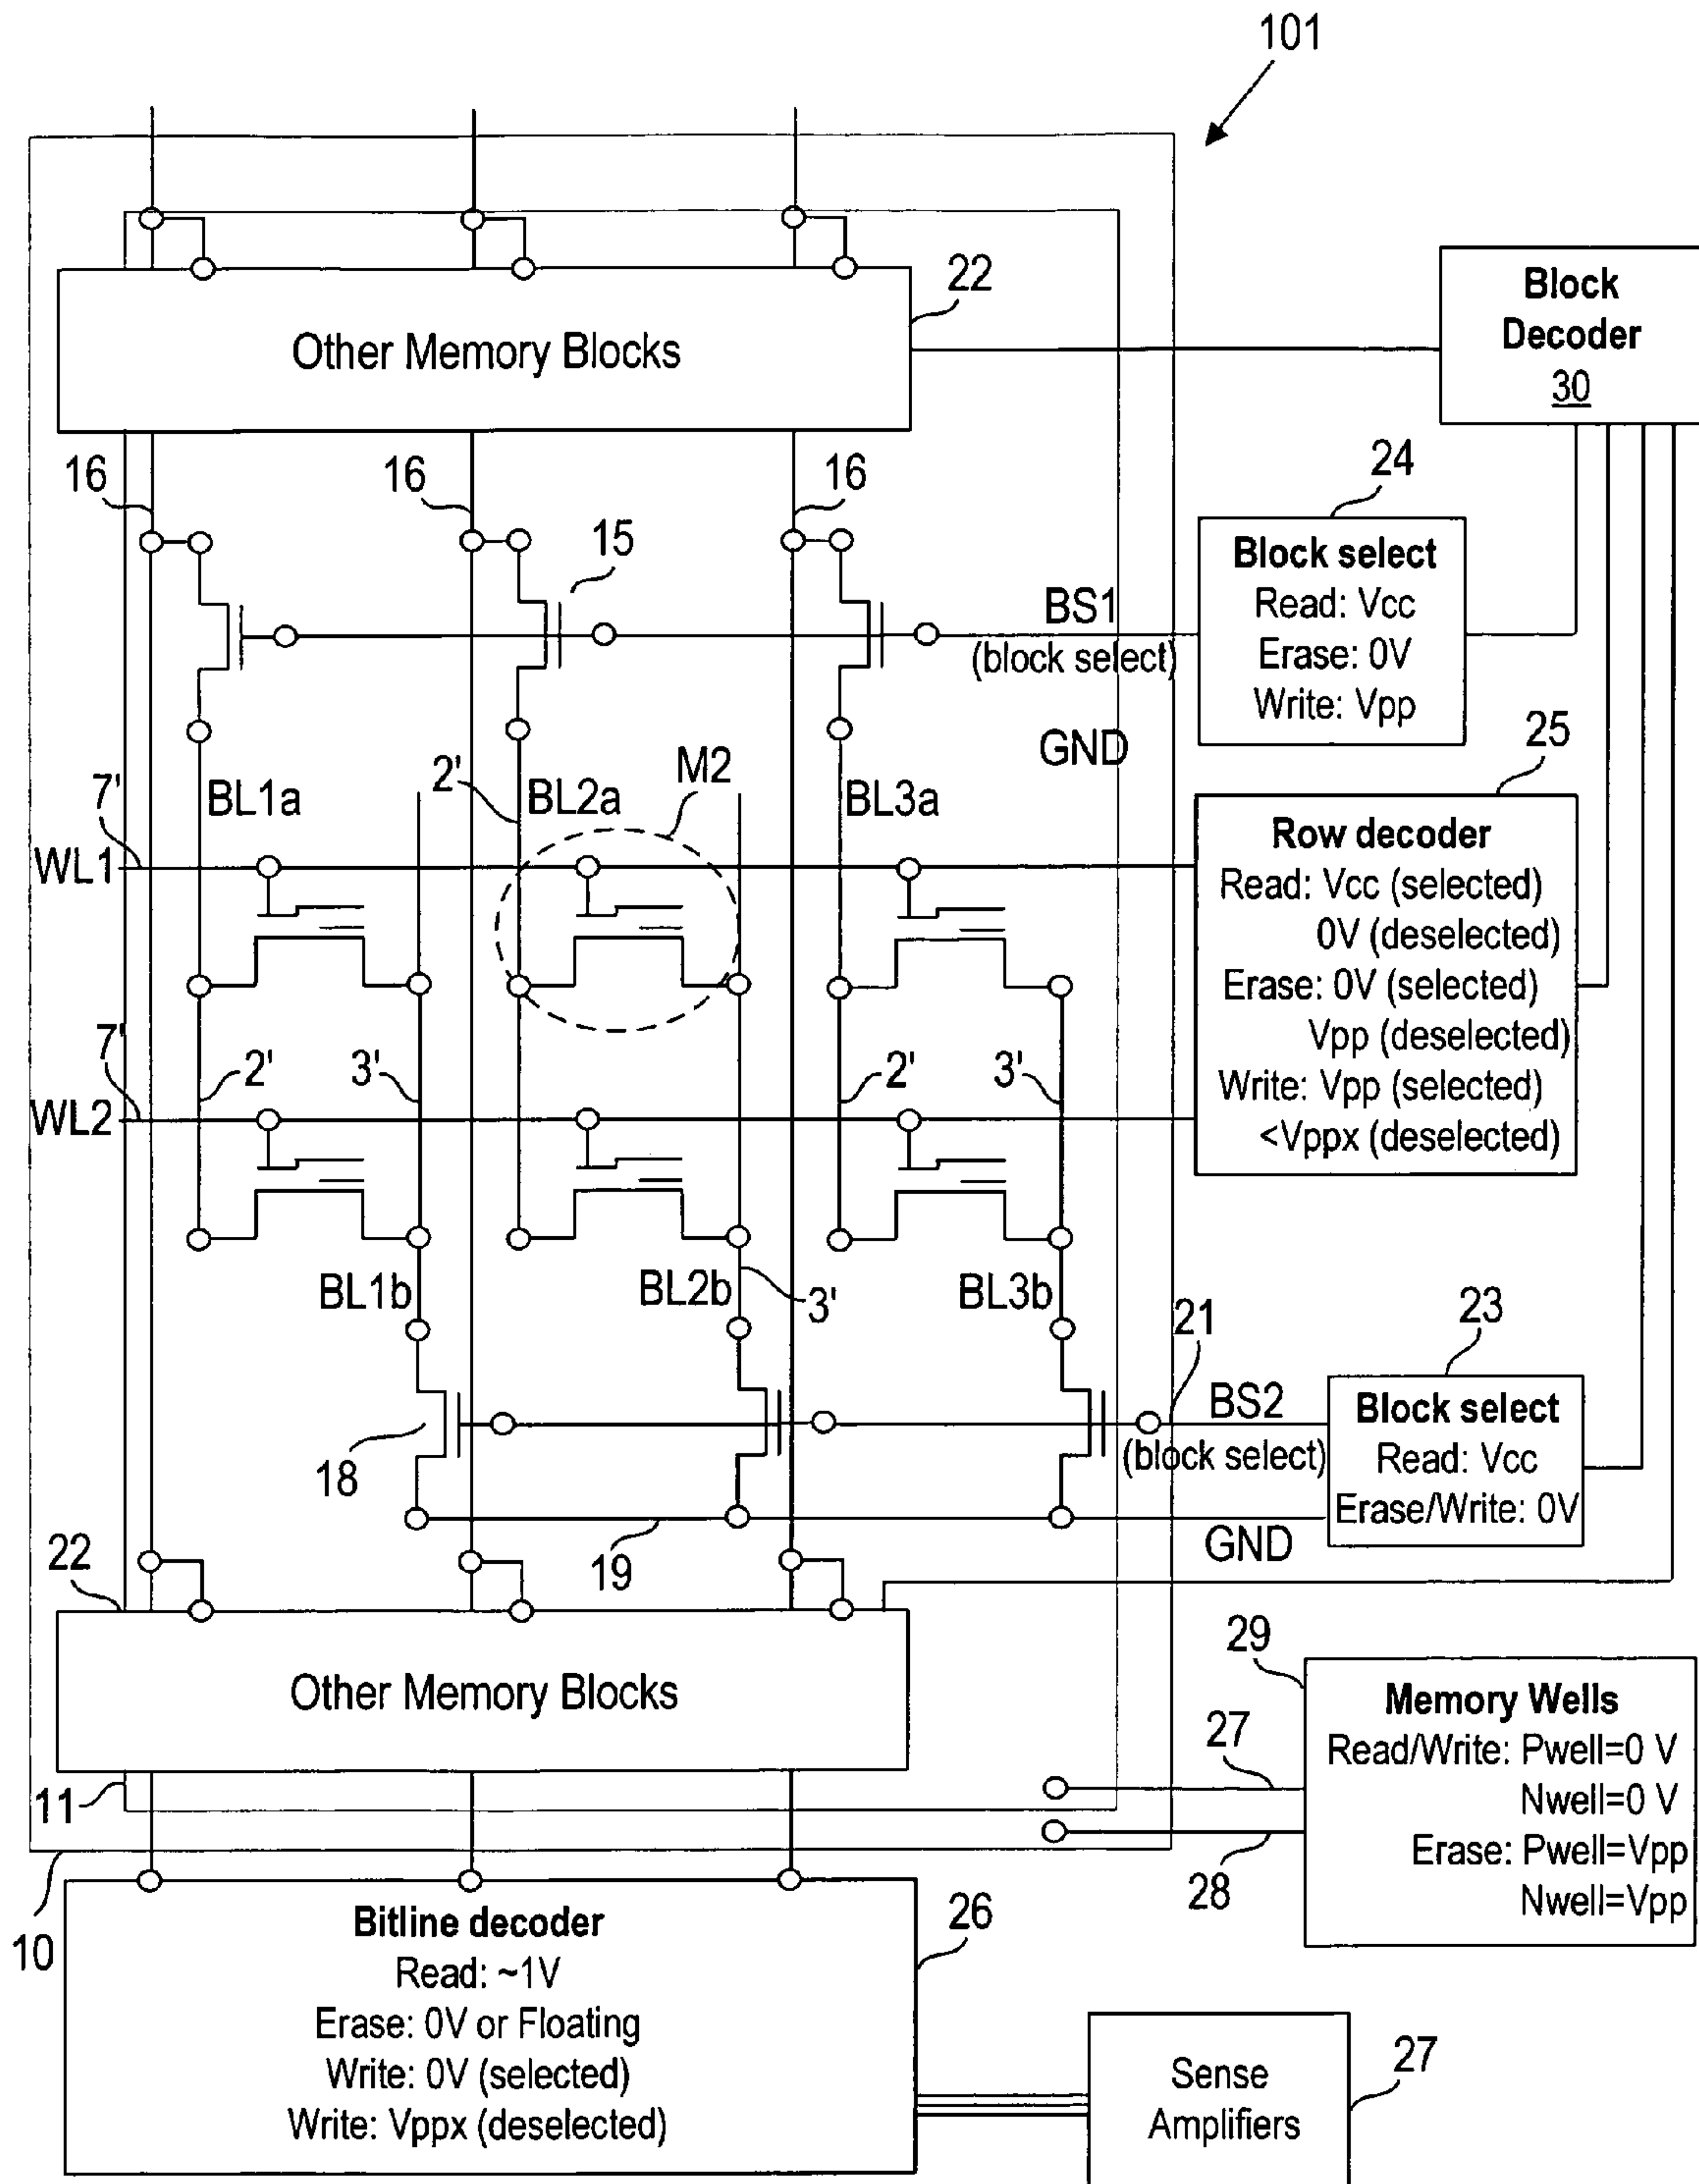 101
22
Other Memory Blocks
Block
Decoder
30
16
16
16
15
24
Block select
Read: Vcc
Erase: 0V
Write: Vpp
BS1
(block select)
GND
25
7'
BL1a
2'
BL2a
M2
BL3a
WL1
Row decoder
Read: Vcc (selected)
0V (deselected)
Erase: 0V (selected)
Vpp (deselected)
Write: Vpp (selected)
<Vppx (deselected)
7'
2'
3'
2'
3'
WL2
BL1b
BL2b
3'
BL3b
21
23
BS2
(block select)
Block select
Read: Vcc
Erase/Write: 0V
18
GND
19
22
Other Memory Blocks
29
Memory Wells
Read/Write: Pwell=0 V
Nwell=0 V
Erase: Pwell=Vpp
Nwell=Vpp
27
28
11
10
Bitline decoder
Read: ~1V
Erase: 0V or Floating
Write: 0V (selected)
Write: Vppx (deselected)
26
Sense
Amplifiers
27